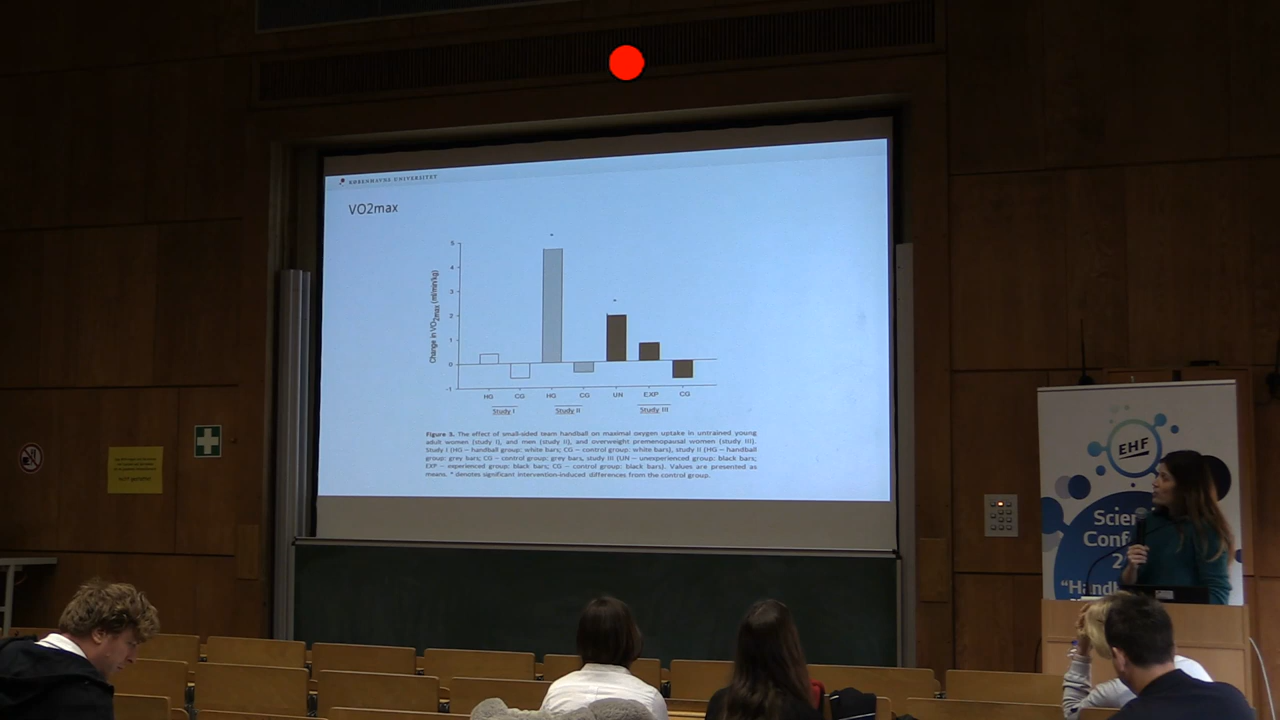 KØBENHAVNS UNIVERSITET
VO2max
Change in VO2max (ml/min/kg)
5
4
3
2
1
0
-1
HG CG HG CG UN EXP CG
Study I Study II Study III
Figure 3. The effect of small-sided team handball on maximal oxygen uptake in untrained young
adult women (study I), and men (study II), and overweight premenopausal women (study III).
Study I (HG – handball group; white bars; CG – control group; white bars), study II (HG – handball
group: grey bars; CG – control group; grey bars, study III (UN – unexperienced group: black bars;
EXP – experienced group: black bars; CG – control group: black bars). Values are presented as
means. * denotes significant intervention-induced differences from the control group.
EHF
Scien
Conf
2
"Handb